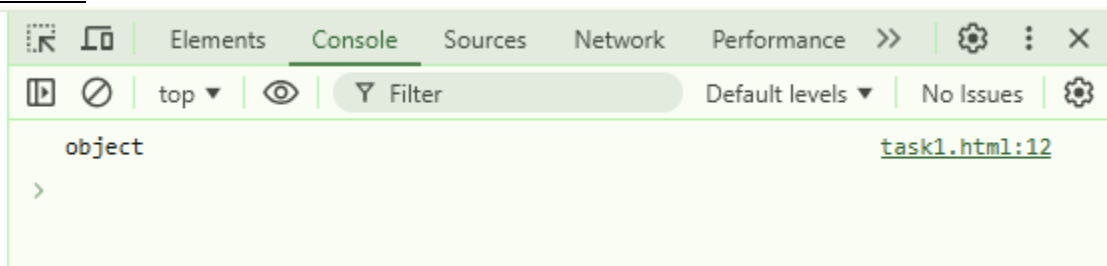 Elements Console Sources Network Performance
top Filter Default levels No Issues
object task1.html:12